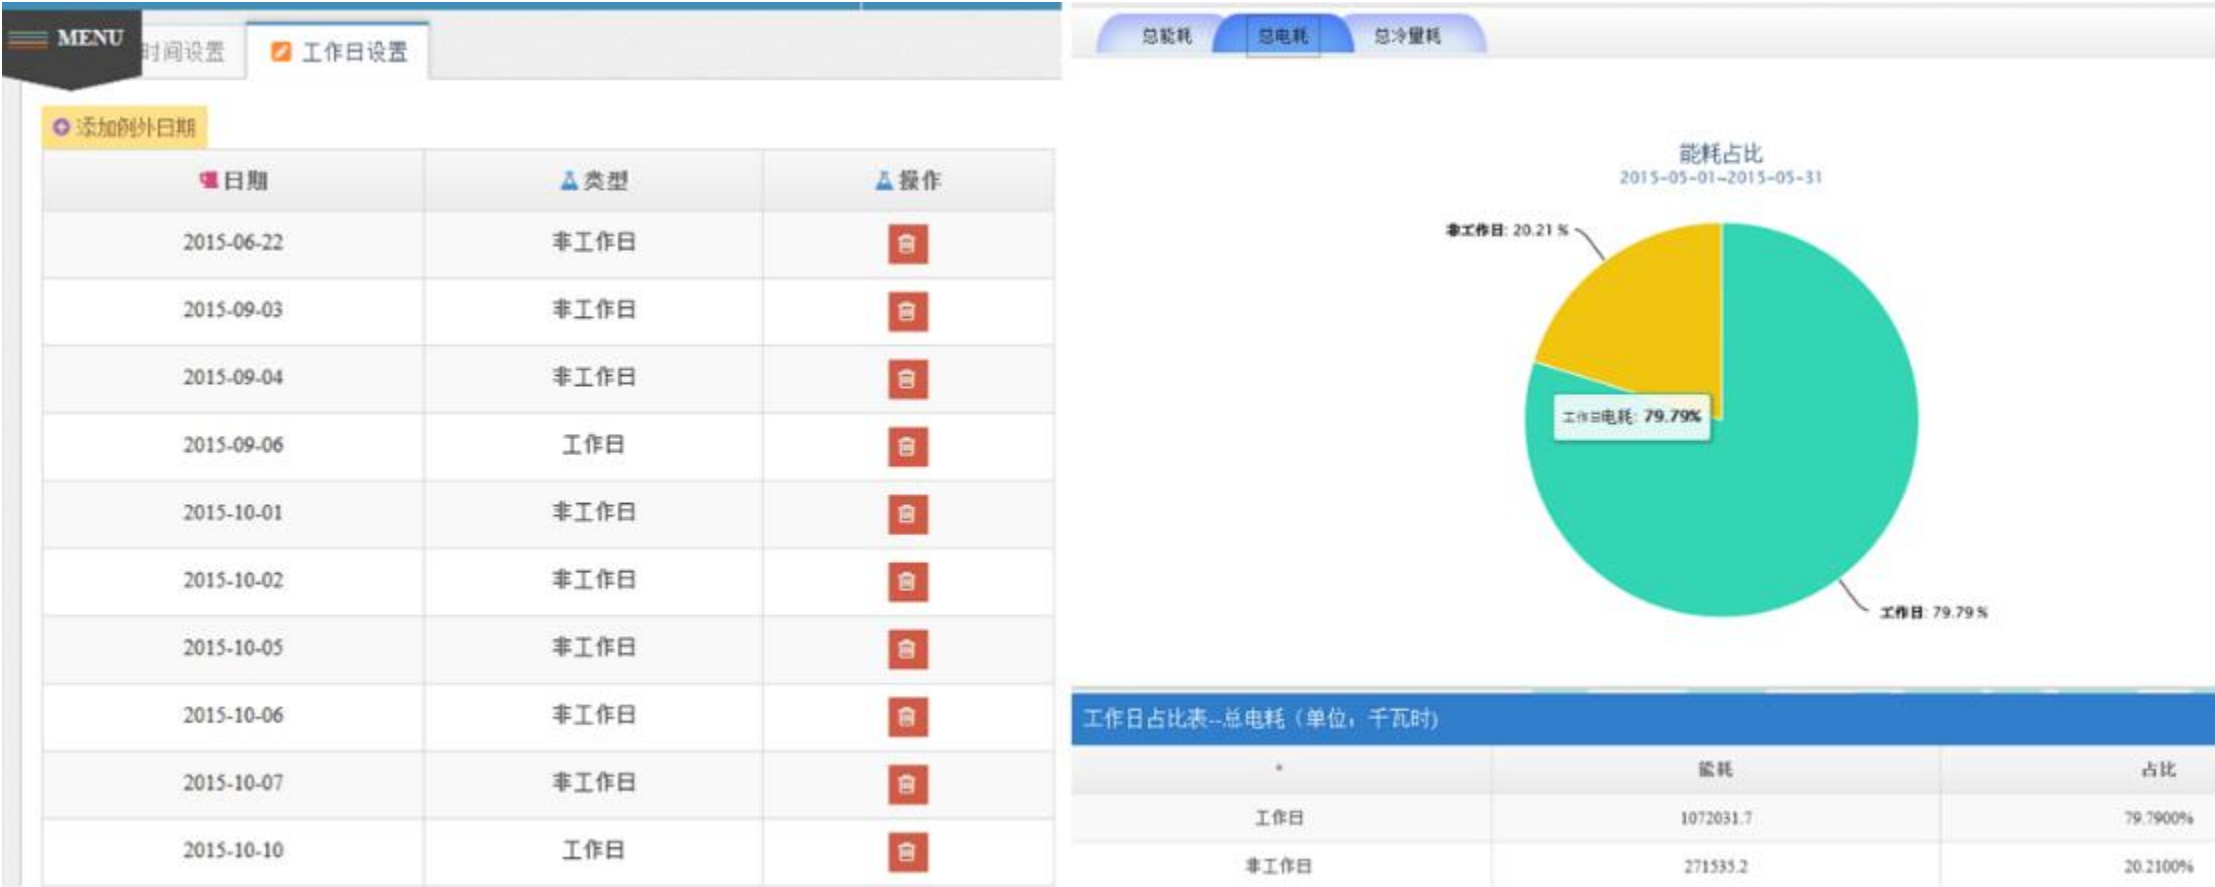 MENU
时间设置
工作日设置
添加例外日期
日期 类型 操作
2015-06-22 非工作日
2015-09-03 非工作日
2015-09-04 非工作日
2015-09-06 工作日
2015-10-01 非工作日
2015-10-02 非工作日
2015-10-05 非工作日
2015-10-06 非工作日
2015-10-07 非工作日
2015-10-10 工作日
总能耗 总电耗 总冷量耗
能耗占比
2015-05-01~2015-05-31
非工作日: 20.21 %
工作日电耗: 79.79%
工作日: 79.79 %
工作日占比表--总电耗（单位：千瓦时)
* 能耗 占比
工作日 1072031.7 79.7900%
非工作日 271535.2 20.2100%